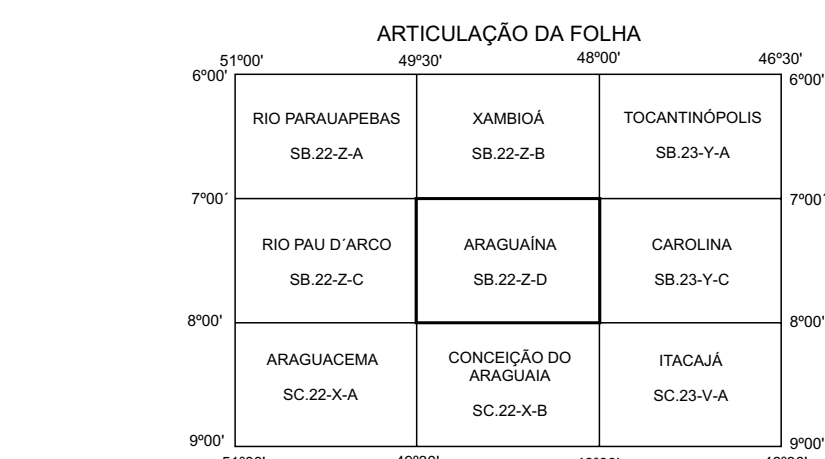 ARTICULAÇÃO DA FOLHA
51º00' 49º30' 48º00' 46º30'
6º00' 6º00'
RIO PARAUAPEBAS XAMBIOÁ TOCANTINÓPOLIS
SB.22-Z-A SB.22-Z-B SB.23-Y-A
7º00´ 7º00´
RIO PAU D´ARCO ARAGUAÍNA CAROLINA
SB.22-Z-C SB.22-Z-D SB.23-Y-C
8º00' 8º00'
ARAGUACEMA CONCEIÇÃO DO ITACAJÁ
ARAGUAIA
SC.22-X-A SC.22-X-B SC.23-V-A
9º00' 9º00'